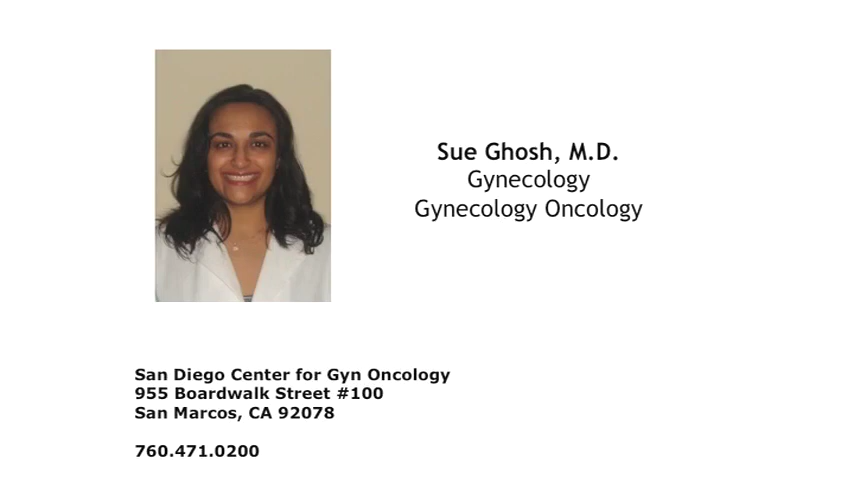 Sue Ghosh, M.D.
Gynecology
Gynecology Oncology
San Diego Center for Gyn Oncology
955 Boardwalk Street #100
San Marcos, CA 92078
760.471.0200